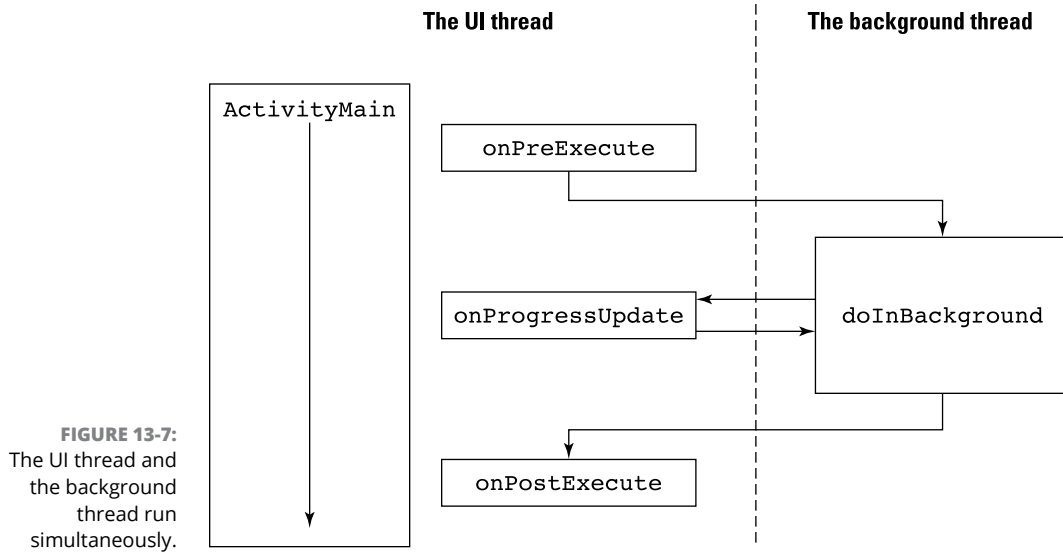 The UI thread
The background thread
ActivityMain
onPreExecute
onProgressUpdate
doInBackground
onPostExecute
FIGURE 13-7:
The UI thread and
the background
thread run
simultaneously.